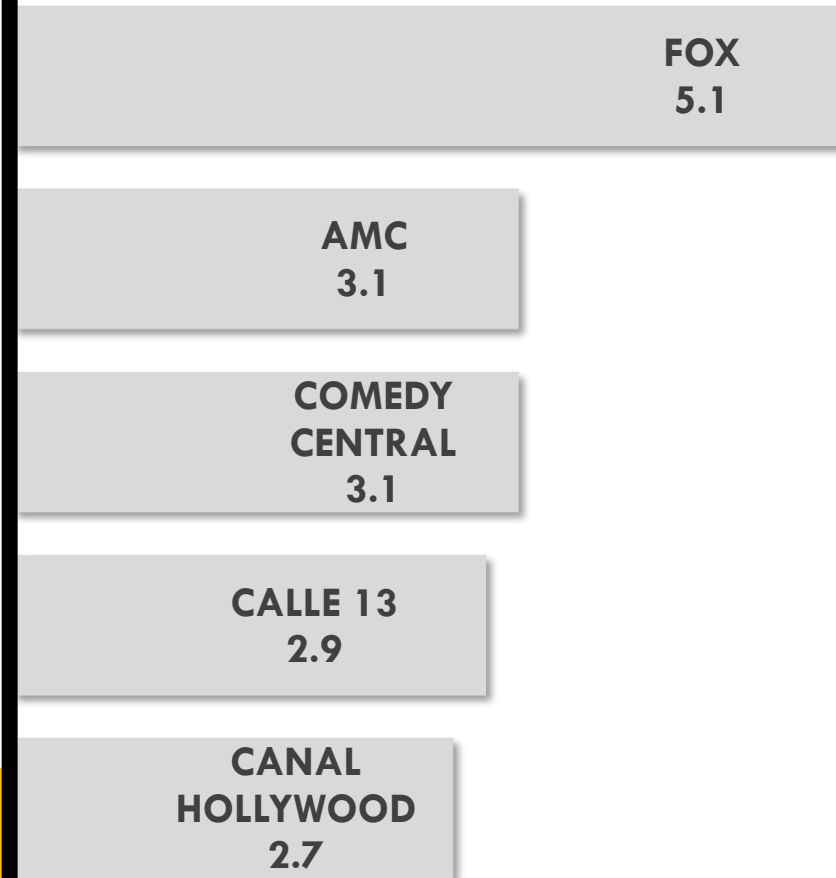 FOX
5.1
AMC
3.1
COMEDY
CENTRAL
3.1
CALLE 13
2.9
CANAL
HOLLYWOOD
2.7